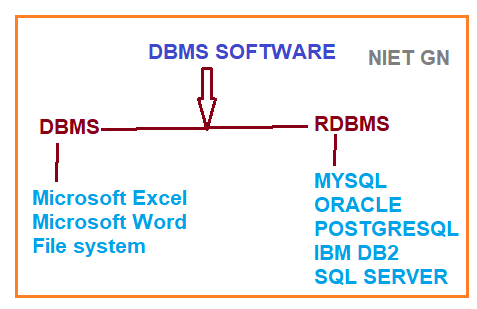 DBMS SOFTWARE
NIET GN
DBMS
RDBMS
Microsoft Excel
Microsoft Word
File system
MYSQL
ORACLE
POSTGRESQL
IBM DB2
SQL SERVER